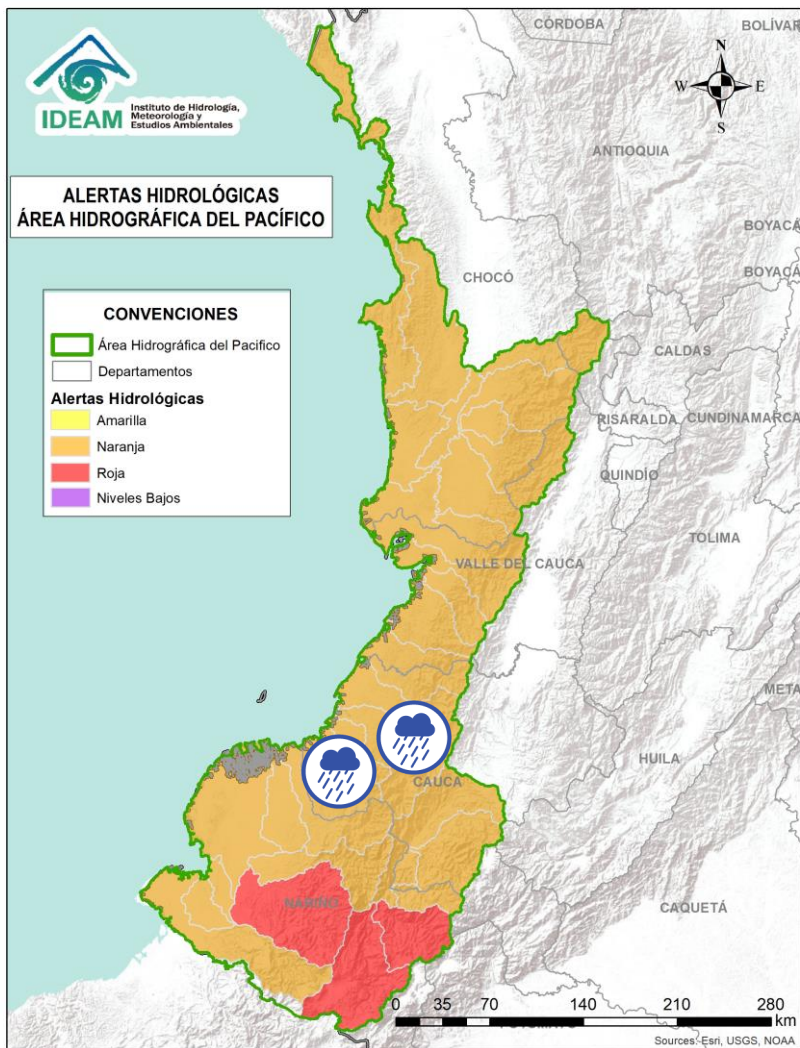 CÓRDOBA
BOLÍVAR
N
W
E
S
IDEAM
Instituto de Hidrología,
Meteorología y
Estudios Ambientales
ANTIOQUIA
ALERTAS HIDROLÓGICAS
ÁREA HIDROGRÁFICA DEL PACÍFICO
BOYACÁ
BOYACÁ
CHOCÓ
CONVENCIONES
Área Hidrográfica del Pacifico
Departamentos
Alertas Hidrológicas
Amarilla
Naranja
Roja
Niveles Bajos
CALDAS
RISARALDA
CUNDINAMARCA
QUINDÍO
TOLIMA
VALLE DEL CAUCA
META
HUILA
CAUCA
NARIÑO
CAQUETÁ
0 35 70 140 210 280
km
Sources: Esri, USGS, NOAA